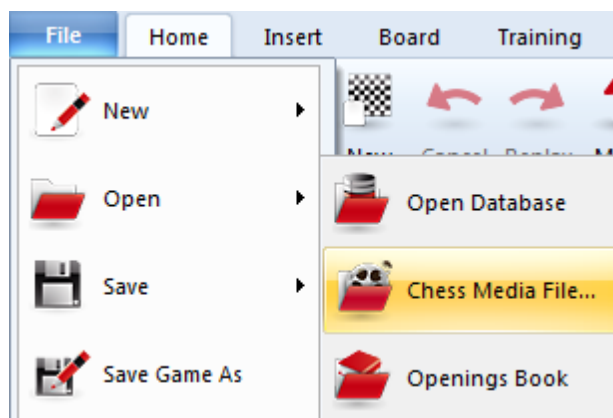 File Home Insert Board Training
New
Open
Save
Save Game As
Open Database
Chess Media File...
Openings Book